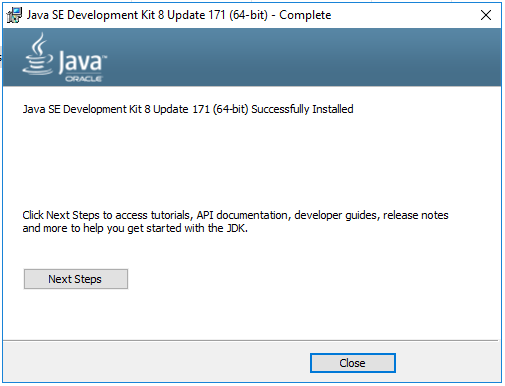 Java SE Development Kit 8 Update 171 (64-bit) - Complete
Java™
ORACLE
Java SE Development Kit 8 Update 171 (64-bit) Successfully Installed
Click Next Steps to access tutorials, API documentation, developer guides, release notes
and more to help you get started with the JDK.
Next Steps
Close